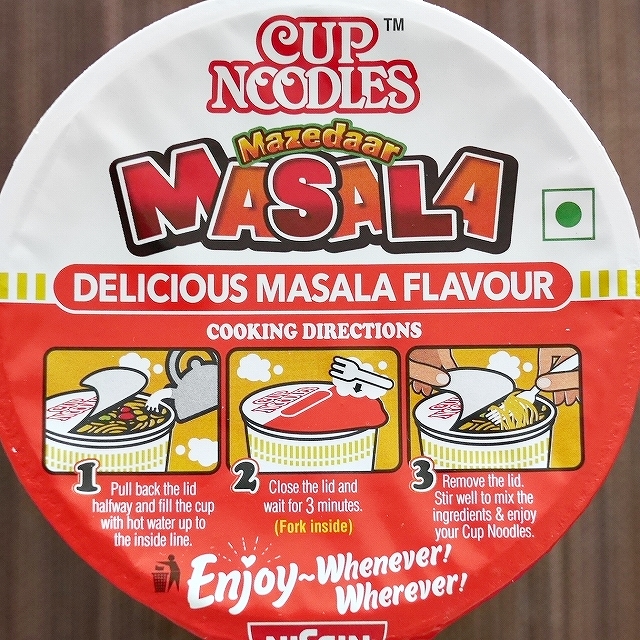 CUP
NOODLES™
Mazedaar
MASALA
DELICIOUS MASALA FLAVOUR
COOKING DIRECTIONS
1
Pull back the lid
halfway and fill the cup
with hot water up to
the inside line.
2
Close the lid and
wait for 3 minutes.
(Fork inside)
3
Remove the lid.
Stir well to mix the
ingredients & enjoy
your Cup Noodles.
Enjoy~Whenever!
Wherever!
NISSIN